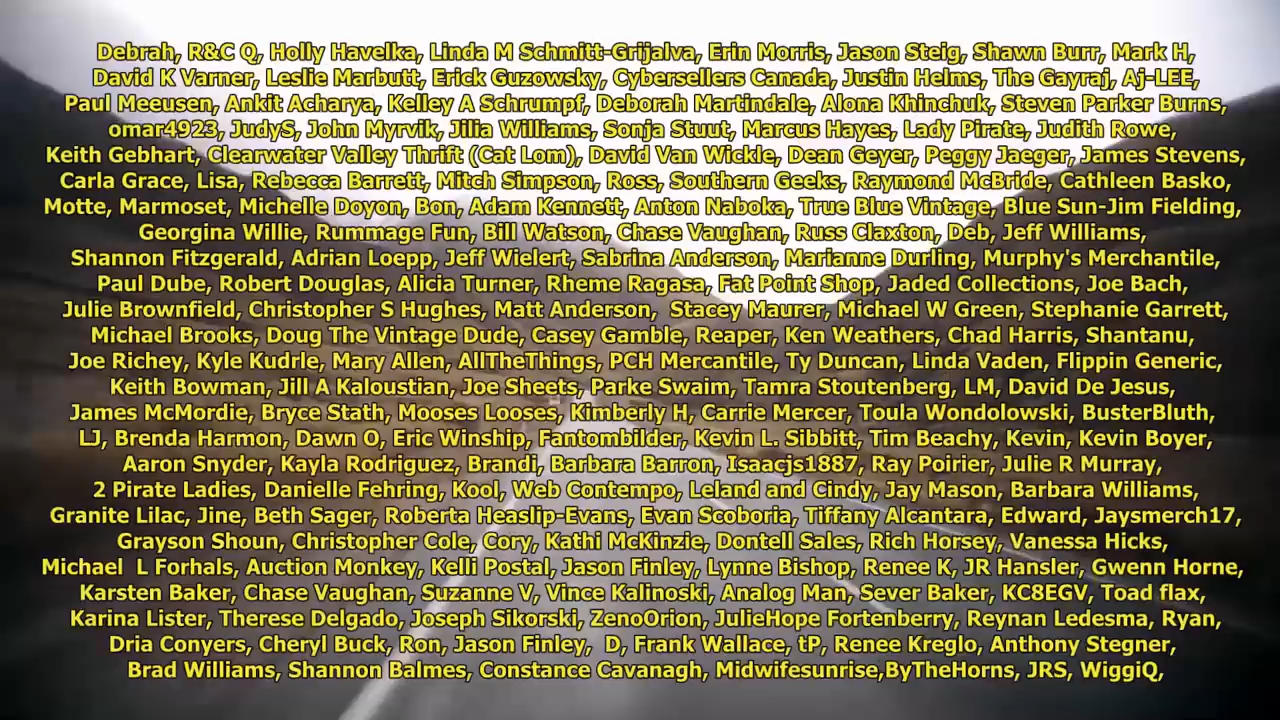 Debrah, R&C Q, Holly Havelka, Linda M Schmitt-Grijalva, Erin Morris, Jason Steig, Shawn Burr, Mark H,
David K Varner, Leslie Marbutt, Erick Guzowsky, Cybersellers Canada, Justin Helms, The Gayraj, Aj-LEE,
Paul Meeusen, Ankit Acharya, Kelley A Schrumpf, Deborah Martindale, Alona Khinchuk, Steven Parker Burns,
omar4923, JudyS, John Myrvik, Jilia Williams, Sonja Stuut, Marcus Hayes, Lady Pirate, Judith Rowe,
Keith Gebhart, Clearwater Valley Thrift (Cat Lom), David Van Wickle, Dean Geyer, Peggy Jaeger, James Stevens,
Carla Grace, Lisa, Rebecca Barrett, Mitch Simpson, Ross, Southern Geeks, Raymond McBride, Cathleen Basko,
Motte, Marmoset, Michelle Doyon, Bon, Adam Kennett, Anton Naboka, True Blue Vintage, Blue Sun-Jim Fielding,
Georgina Willie, Rummage Fun, Bill Watson, Chase Vaughan, Russ Claxton, Deb, Jeff Williams,
Shannon Fitzgerald, Adrian Loepp, Jeff Wielert, Sabrina Anderson, Marianne Durling, Murphy's Merchantile,
Paul Dube, Robert Douglas, Alicia Turner, Rheme Ragasa, Fat Point Shop, Jaded Collections, Joe Bach,
Julie Brownfield, Christopher S Hughes, Matt Anderson,  Stacey Maurer, Michael W Green, Stephanie Garrett,
Michael Brooks, Doug The Vintage Dude, Casey Gamble, Reaper, Ken Weathers, Chad Harris, Shantanu,
Joe Richey, Kyle Kudrle, Mary Allen, AllTheThings, PCH Mercantile, Ty Duncan, Linda Vaden, Flippin Generic,
Keith Bowman, Jill A Kaloustian, Joe Sheets, Parke Swaim, Tamra Stoutenberg, LM, David De Jesus,
James McMordie, Bryce Stath, Mooses Looses, Kimberly H, Carrie Mercer, Toula Wondolowski, BusterBluth,
LJ, Brenda Harmon, Dawn O, Eric Winship, Fantombilder, Kevin L. Sibbitt, Tim Beachy, Kevin, Kevin Boyer,
Aaron Snyder, Kayla Rodriguez, Brandi, Barbara Barron, Isaacjs1887, Ray Poirier, Julie R Murray,
2 Pirate Ladies, Danielle Fehring, Kool, Web Contempo, Leland and Cindy, Jay Mason, Barbara Williams,
Granite Lilac, Jine, Beth Sager, Roberta Heaslip-Evans, Evan Scoboria, Tiffany Alcantara, Edward, Jaysmerch17,
Grayson Shoun, Christopher Cole, Cory, Kathi McKinzie, Dontell Sales, Rich Horsey, Vanessa Hicks,
Michael  L Forhals, Auction Monkey, Kelli Postal, Jason Finley, Lynne Bishop, Renee K, JR Hansler, Gwenn Horne,
Karsten Baker, Chase Vaughan, Suzanne V, Vince Kalinoski, Analog Man, Sever Baker, KC8EGV, Toad flax,
Karina Lister, Therese Delgado, Joseph Sikorski, ZenoOrion, JulieHope Fortenberry, Reynan Ledesma, Ryan,
Dria Conyers, Cheryl Buck, Ron, Jason Finley,  D, Frank Wallace, tP, Renee Kreglo, Anthony Stegner,
Brad Williams, Shannon Balmes, Constance Cavanagh, Midwifesunrise,ByTheHorns, JRS, WiggiQ,